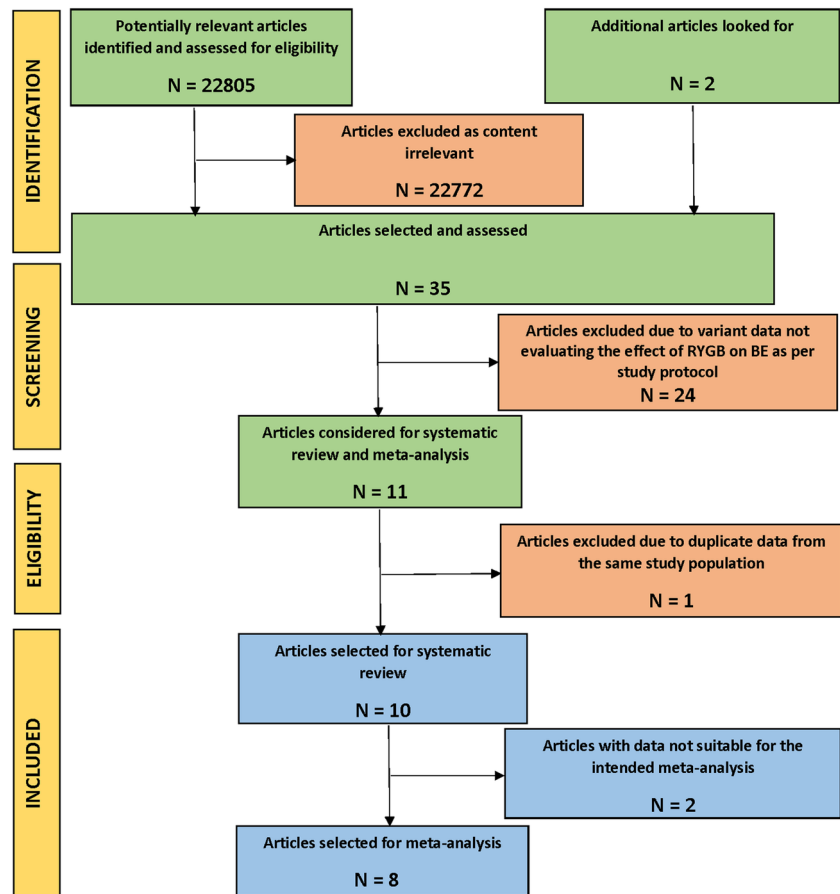 IDENTIFICATION
Potentially relevant articles
identified and assessed for eligibility
N = 22805
Additional articles looked for
N = 2
Articles excluded as content
irrelevant
N = 22772
Articles selected and assessed
N = 35
SCREENING
Articles excluded due to variant data not
evaluating the effect of RYGB on BE as per
study protocol
N = 24
Articles considered for systematic
review and meta-analysis
N = 11
ELIGIBILITY
Articles excluded due to duplicate data from
the same study population
N = 1
INCLUDED
Articles selected for systematic
review
N = 10
Articles with data not suitable for the
intended meta-analysis
N = 2
Articles selected for meta-analysis
N = 8